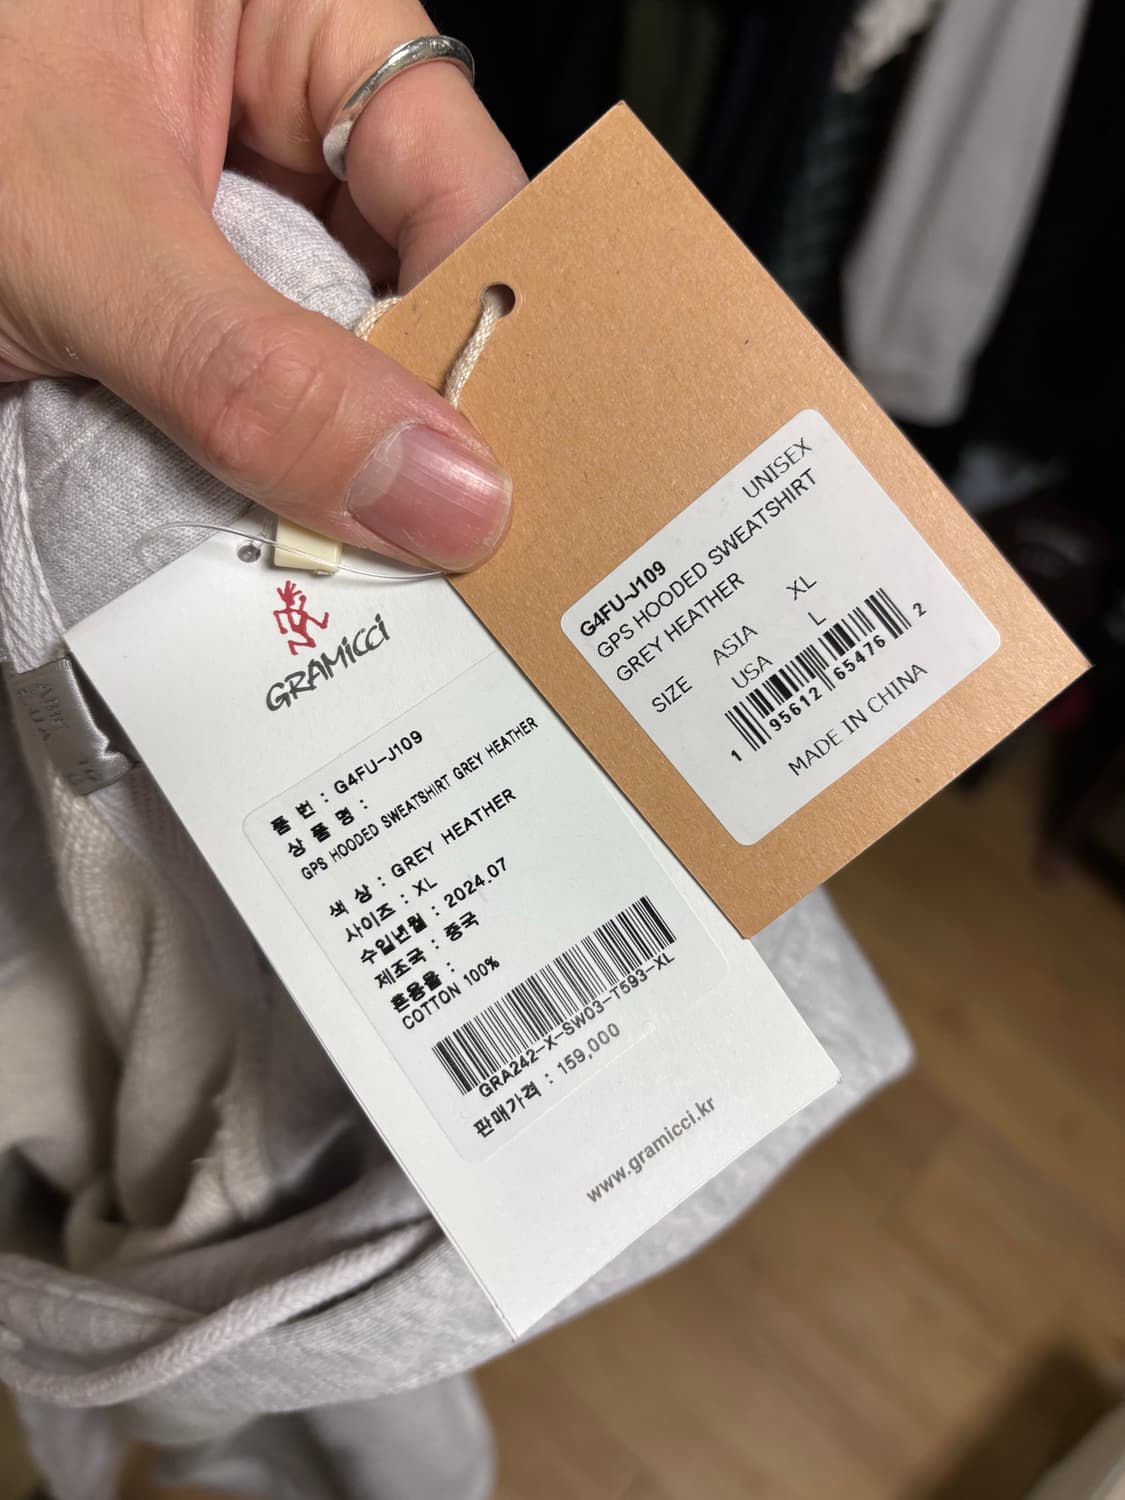 GRAMICCI
품 번 : G4FU-J109
상 품 명 :
GPS HOODED SWEATSHIRT GREY HEATHER
색 상 : GREY HEATHER
사이즈 : XL
수입년월 : 2024.07
제조국 : 중국
혼용율 :
COTTON 100%
GRA242-X-SW03-T593-XL
판매가격 : 159,000
www.gramicci.kr
UNISEX
G4FU-J109
GPS HOODED SWEATSHIRT
GREY HEATHER
SIZE ASIA XL
USA L
1 95612 65476 2
MADE IN CHINA